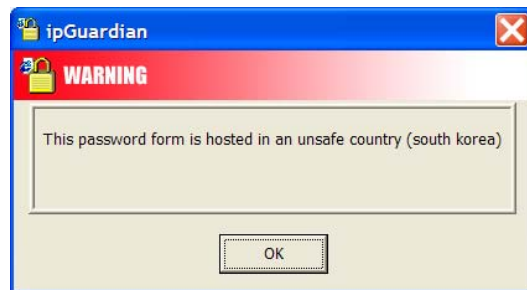 ipGuardian
WARNING
This password form is hosted in an unsafe country (south korea)
OK